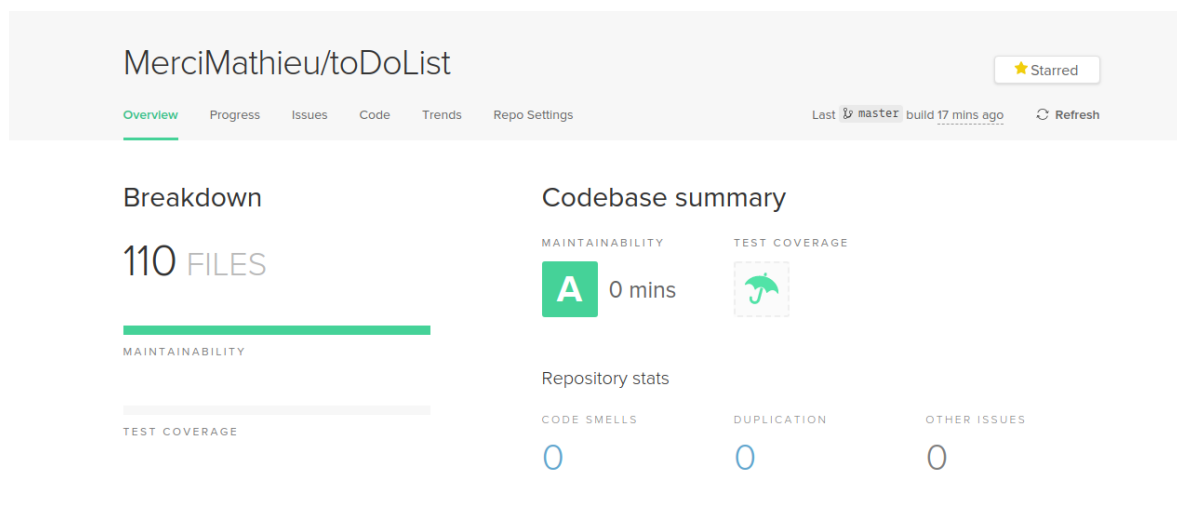 MerciMathieu/toDoList
Starred
Overview Progress Issues Code Trends Repo Settings
Last master build 17 mins ago Refresh
Breakdown
110 FILES
MAINTAINABILITY
TEST COVERAGE
Codebase summary
MAINTAINABILITY TEST COVERAGE
A 0 mins
Repository stats
CODE SMELLS DUPLICATION OTHER ISSUES
0 0 0